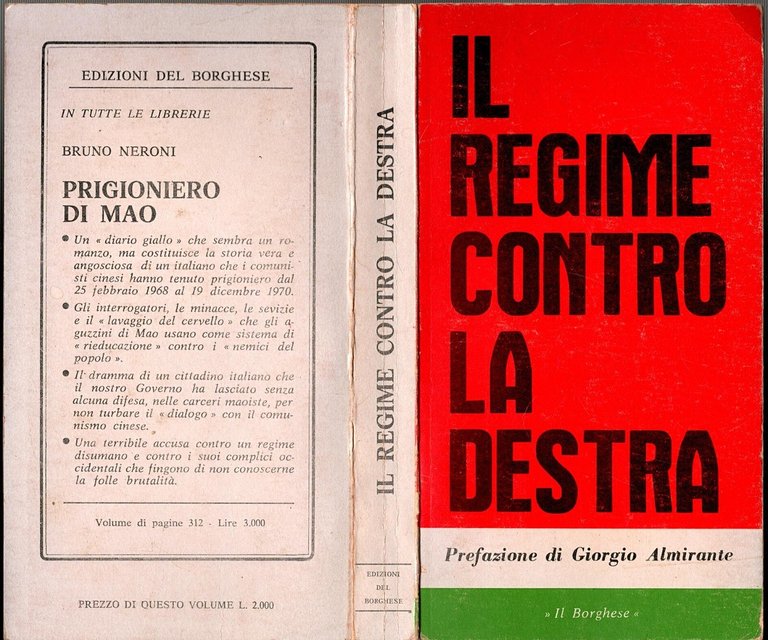 EDIZIONI DEL BORGHESE
IN TUTTE LE LIBRERIE
BRUNO NERONI
PRIGIONIERO
DI MAO
● Un « diario giallo » che sembra un ro-
manzo, ma costituisce la storia vera e
angosciosa di un italiano che i comuni-
sti cinesi hanno tenuto prigioniero dal
25 febbraio 1968 al 19 dicembre 1970.
● Gli interrogatori, le minacce, le sevizie
e il « lavaggio del cervello » che gli a-
guzzini di Mao usano come sistema di
« rieducazione » contro i « nemici del
popolo ».
● Il dramma di un cittadino italiano che
il nostro Governo ha lasciato senza
alcuna difesa, nelle carceri maoiste, per
non turbare il « dialogo » con il comu-
nismo cinese.
● Una terribile accusa contro un regime
disumano e contro i suoi complici oc-
cidentali che fingono di non conoscerne
la folle brutalità.
Volume di pagine 312 - Lire 3.000
PREZZO DI QUESTO VOLUME L. 2.000
IL REGIME CONTRO LA DESTRA
EDIZIONI
DEL
BORGHESE
IL
REGIME
CONTRO
LA
DESTRA
Prefazione di Giorgio Almirante
» Il Borghese «